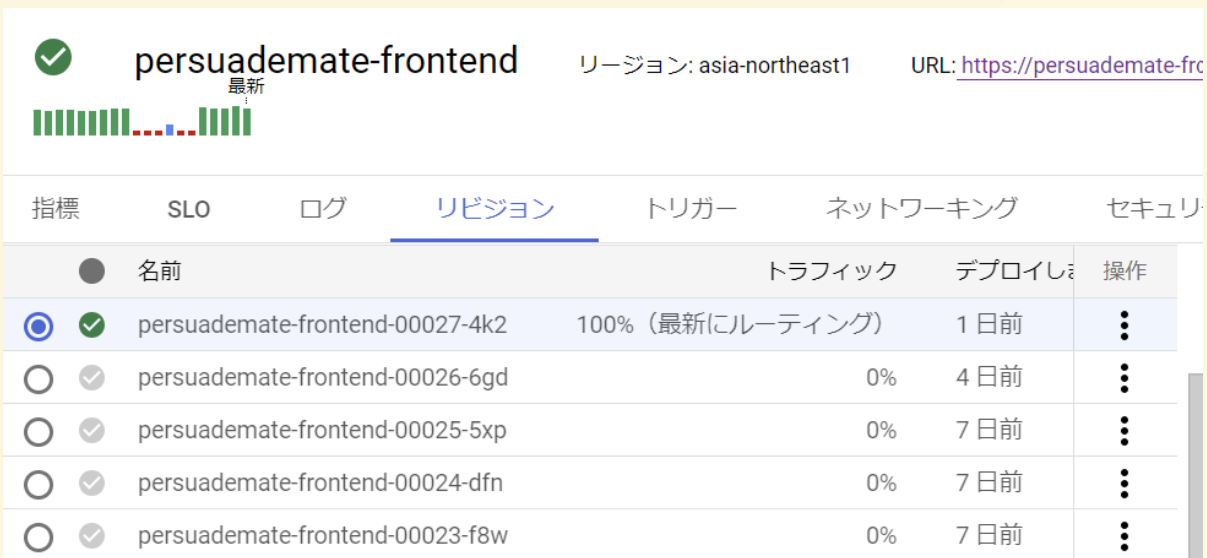 persuademate-frontend
リージョン: asia-northeast1
URL: https://persuademate-frc
最新
指標 SLO ログ リビジョン トリガー ネットワーキング セキュリ
名前 トラフィック デプロイしま 操作
persuademate-frontend-00027-4k2 100%（最新にルーティング） 1 日前
persuademate-frontend-00026-6gd 0% 4 日前
persuademate-frontend-00025-5xp 0% 7 日前
persuademate-frontend-00024-dfn 0% 7 日前
persuademate-frontend-00023-f8w 0% 7 日前